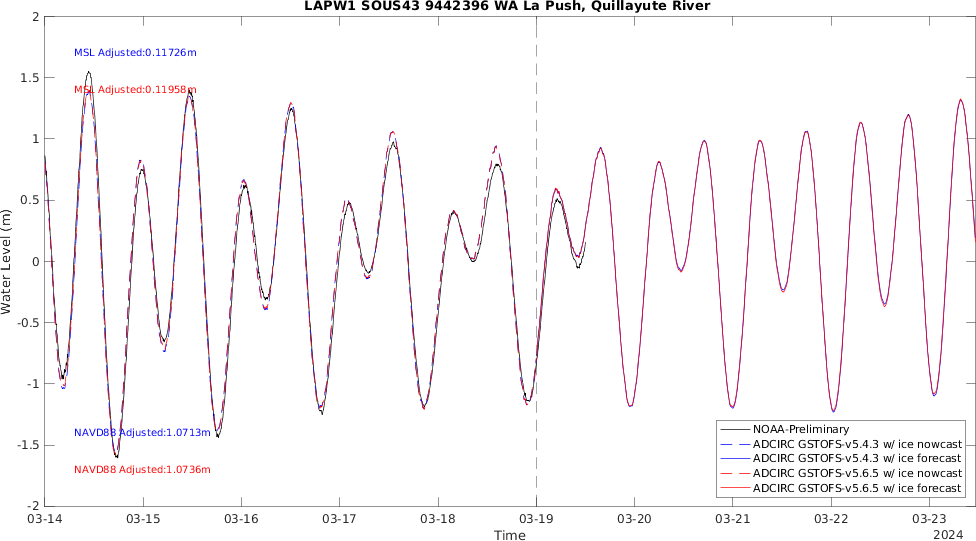 LAPW1 SOUS43 9442396 WA La Push, Quillayute River
2
1.5
1
0.5
0
-0.5
-1
-1.5
-2
Water Level (m)
MSL Adjusted:0.11726m
MSL Adjusted:0.11958m
NAVD88 Adjusted:1.0713m
NAVD88 Adjusted:1.0736m
NOAA-Preliminary
ADCIRC GSTOFS-v5.4.3 w/ ice nowcast
ADCIRC GSTOFS-v5.4.3 w/ ice forecast
ADCIRC GSTOFS-v5.6.5 w/ ice nowcast
ADCIRC GSTOFS-v5.6.5 w/ ice forecast
03-14 03-15 03-16 03-17 03-18 03-19 03-20 03-21 03-22 03-23
Time
2024